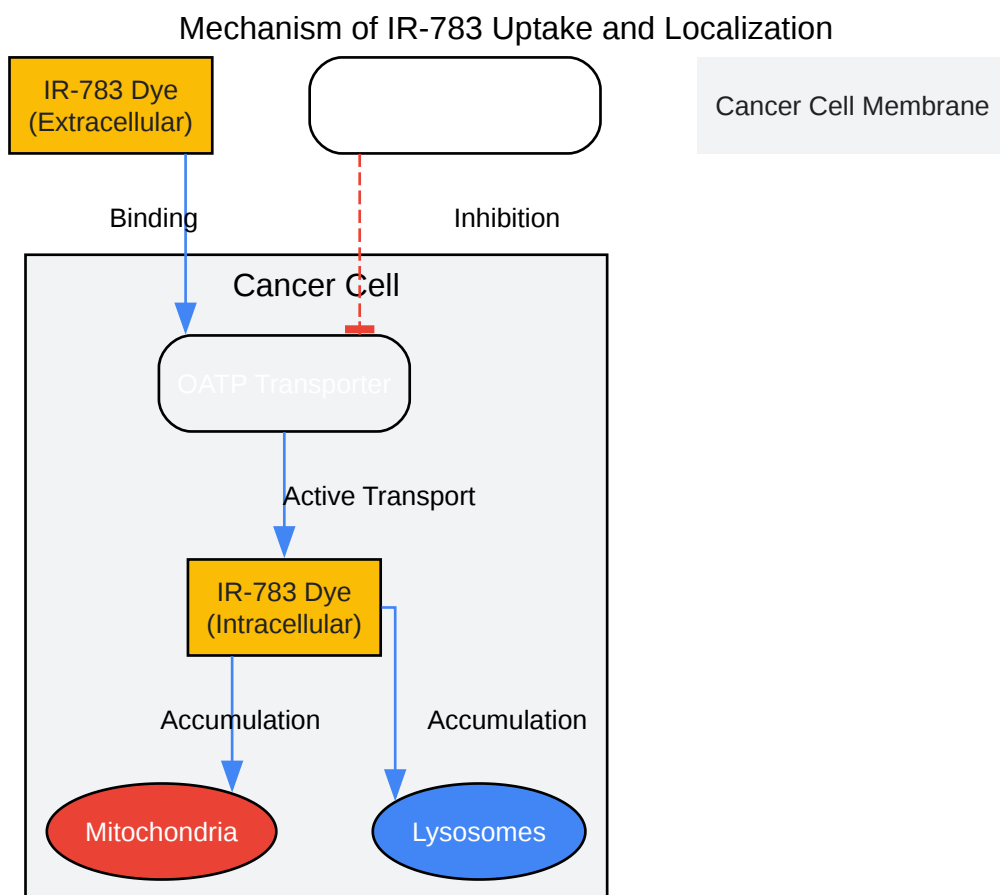 Mechanism of IR-783 Uptake and Localization
IR-783 Dye
(Extracellular)
Cancer Cell Membrane
Binding
Inhibition
Cancer Cell
OATP Transporter
Active Transport
IR-783 Dye
(Intracellular)
Accumulation
Accumulation
Mitochondria
Lysosomes